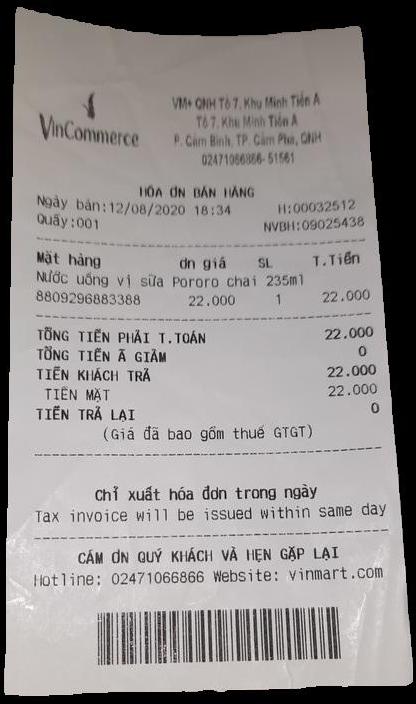 VinCommerce
VM+ QNH Tổ 7, Khu Minh Tiến A
Tổ 7, Khu Minh Tiến A
P. Cẩm Bình, TP. Cẩm Phả, QNH
02471066866-51561
HÓA ƠN BÁN HÀNG
Ngày bán:12/08/2020 18:34 H:00032512
Quầy:001 NVBH:09025438
Mặt hàng ơn giá SL T.Tiền
Nước uống vị sữa Pororo chai 235ml
8809296883388 22.000 1 22.000
TỔNG TIỀN PHẢI T.TOÁN 22.000
TỔNG TIỀN Ã GIẢM 0
TIỀN KHÁCH TRẢ 22.000
TIỀN MẶT 22.000
TIỀN TRẢ LẠI 0
(Giá đã bao gồm thuế GTGT)
Chỉ xuất hóa đơn trong ngày
Tax invoice will be issued within same day
CÁM ƠN QUÝ KHÁCH VÀ HẸN GẶP LẠI
Hotline: 02471066866 Website: vinmart.com